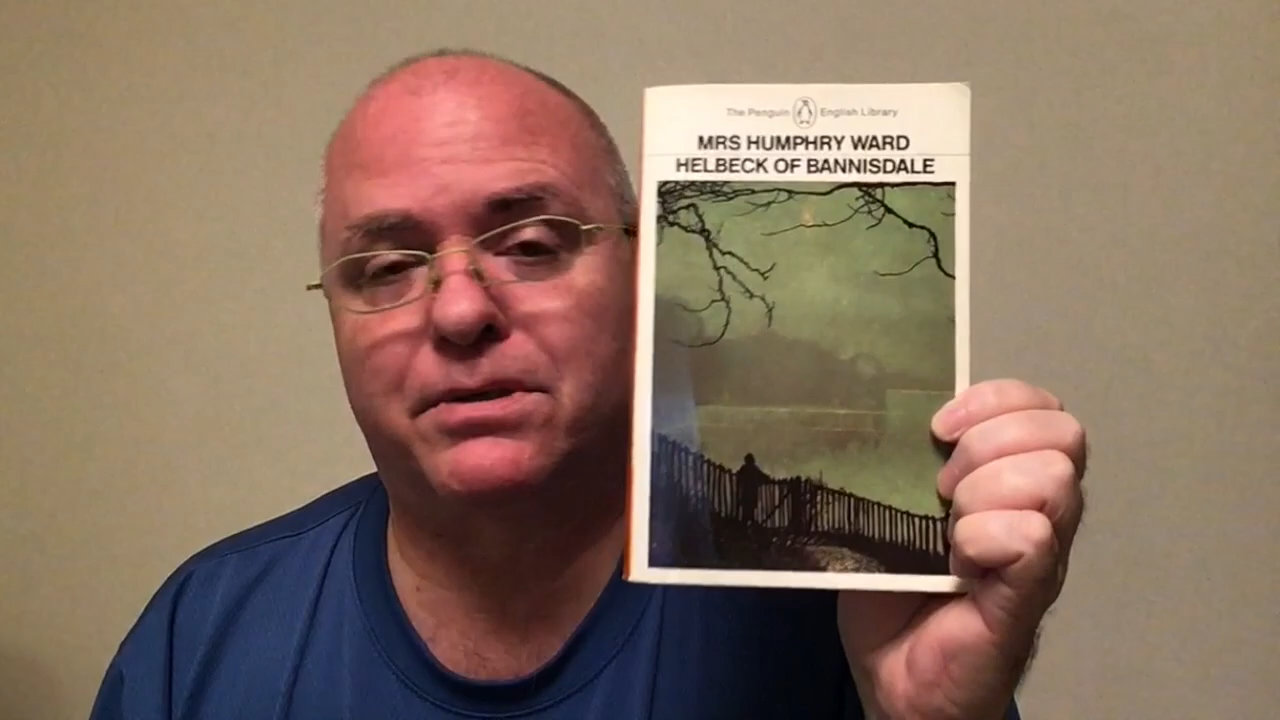 The Penguin English Library
MRS HUMPHRY WARD
HELBECK OF BANNISDALE